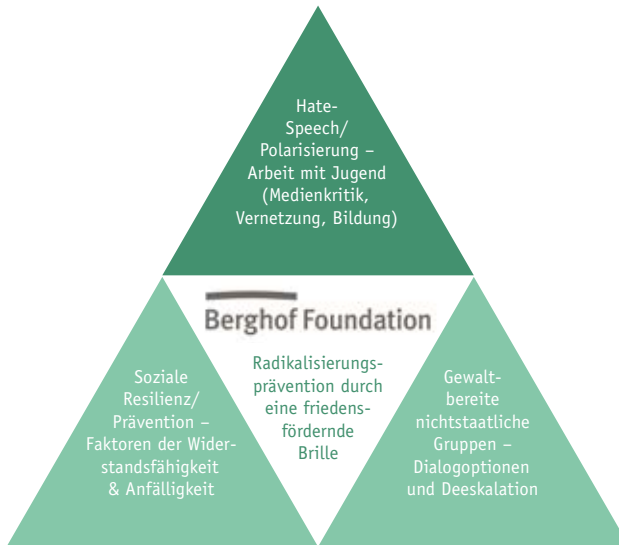 Hate-
Speech/
Polarisierung –
Arbeit mit Jugend
(Medienkritik,
Vernetzung, Bildung)
Berghof Foundation
Radikalisierungs-
prävention durch
eine friedens-
fördernde
Brille
Soziale
Resilienz/
Prävention –
Faktoren der Wider-
standsfähigkeit
& Anfälligkeit
Gewalt-
bereite
nichtstaatliche
Gruppen –
Dialogoptionen
und Deeskalation